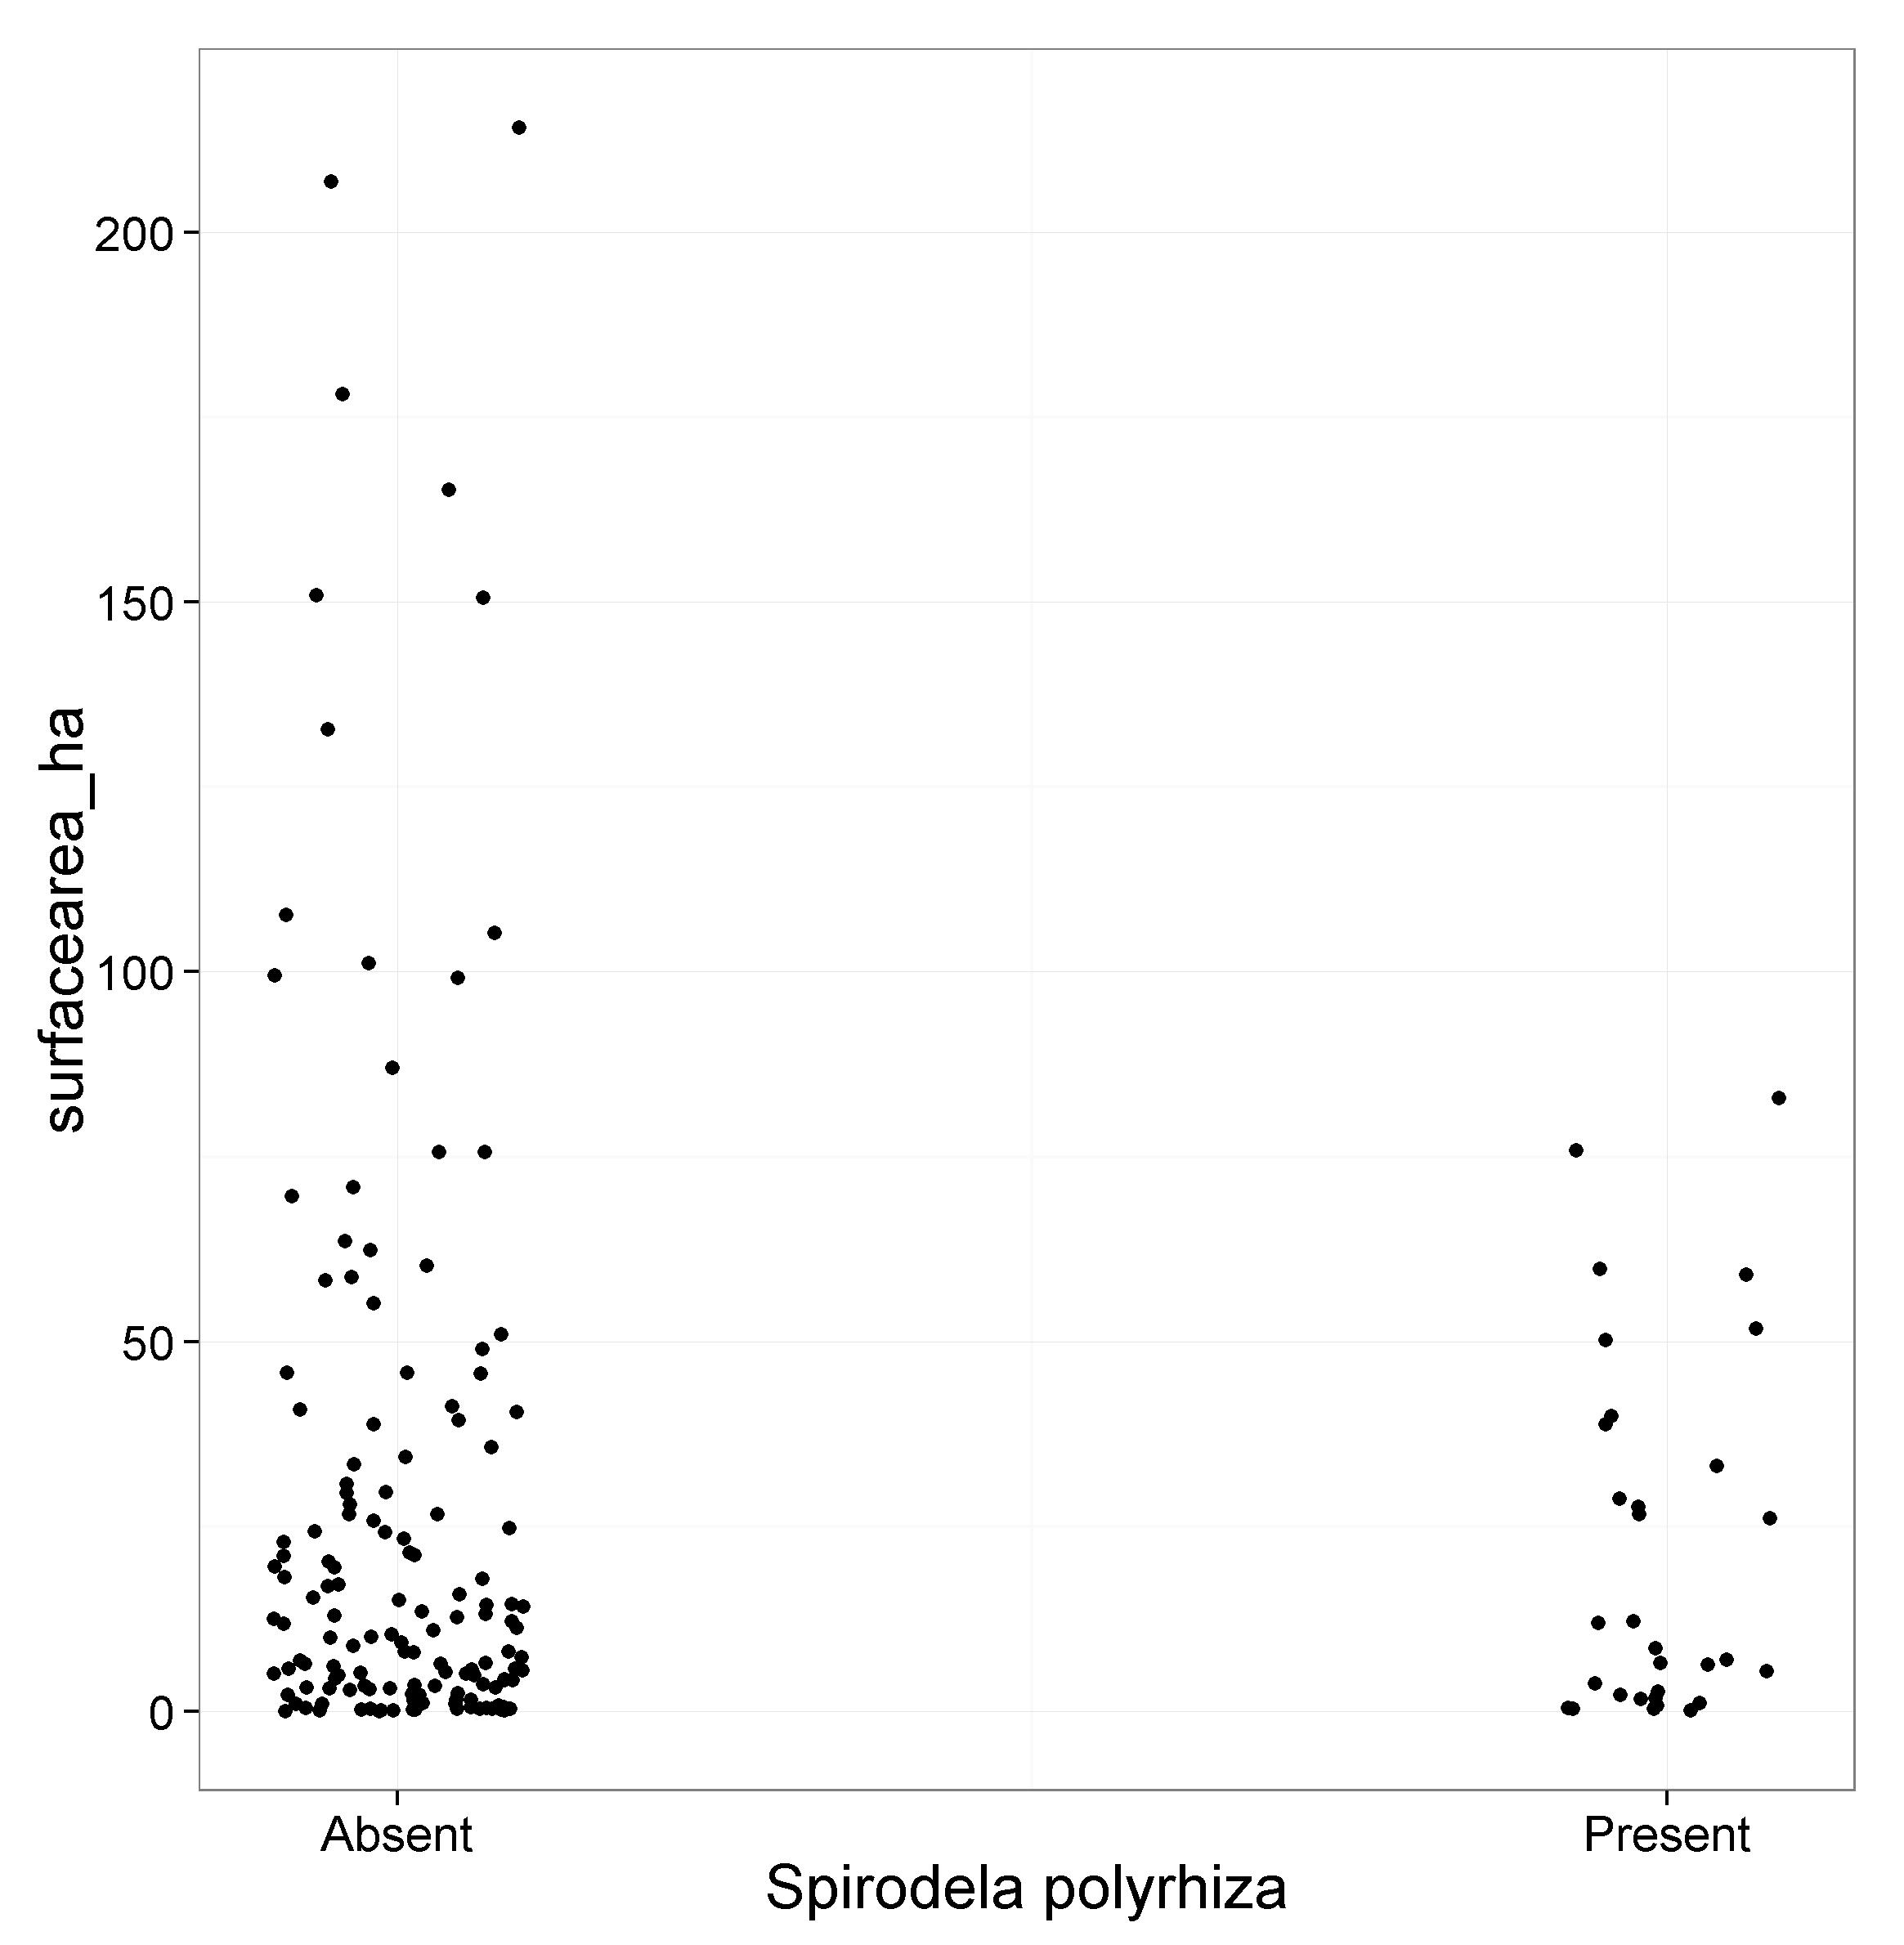 surfacearea_ha
200
150
100
50
0
Absent
Present
Spirodela polyrhiza